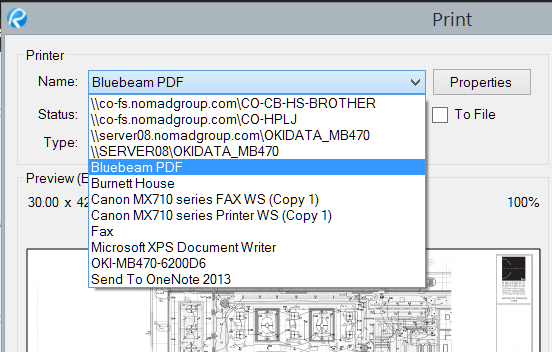 Print
Printer
Name: Bluebeam PDF Properties
\\co-fs.nomadgroup.com\CO-CB-HS-BROTHER
Status: \\co-fs.nomadgroup.com\CO-HPLJ To File
\\server08.nomadgroup.com\OKIDATA_MB470
Type: \\SERVER08\OKIDATA_MB470
Bluebeam PDF
Preview (E Burnett House
30.00 x 42 Canon MX710 series FAX WS (Copy 1) 100%
Canon MX710 series Printer WS (Copy 1)
Fax
Microsoft XPS Document Writer
OKI-MB470-6200D6
Send To OneNote 2013